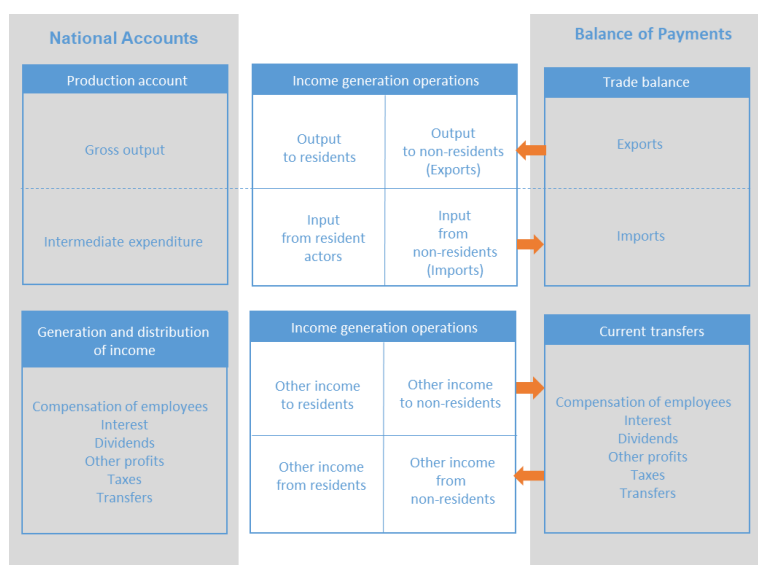 National Accounts
Balance of Payments
Production account
Income generation operations
Trade balance
Gross output
Output
to residents
Output
to non-residents
(Exports)
Exports
Intermediate expenditure
Input
from resident
actors
Input
from
non-residents
(Imports)
Imports
Generation and distribution
of income
Income generation operations
Current transfers
Compensation of employees
Interest
Dividends
Other profits
Taxes
Transfers
Other income
to residents
Other income
to non-residents
Other income
from residents
Other income
from
non-residents
Compensation of employees
Interest
Dividends
Other profits
Taxes
Transfers